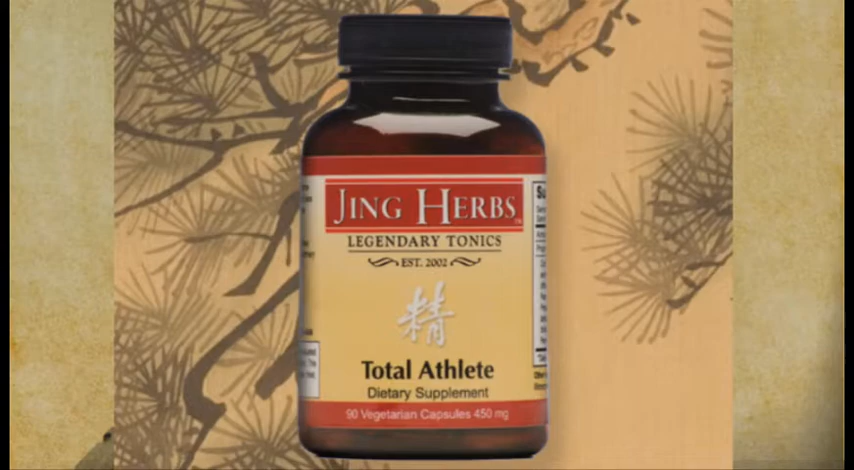 JING HERBS
LEGENDARY TONICS
EST. 2002
精
Total Athlete
Dietary Supplement
90 Vegetarian Capsules 450 mg